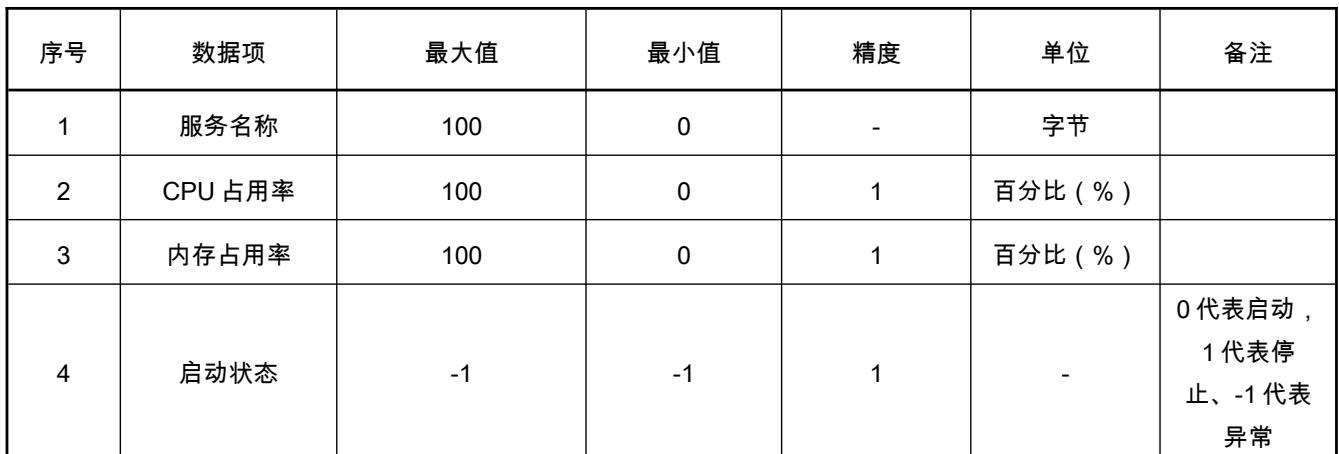 序号 数据项 最大值 最小值 精度 单位 备注
1 服务名称 100 0 - 字节
2 CPU 占用率 100 0 1 百分比（%）
3 内存占用率 100 0 1 百分比（%）
4 启动状态 -1 -1 1 - 0 代表启动，
1 代表停
止、-1 代表
异常